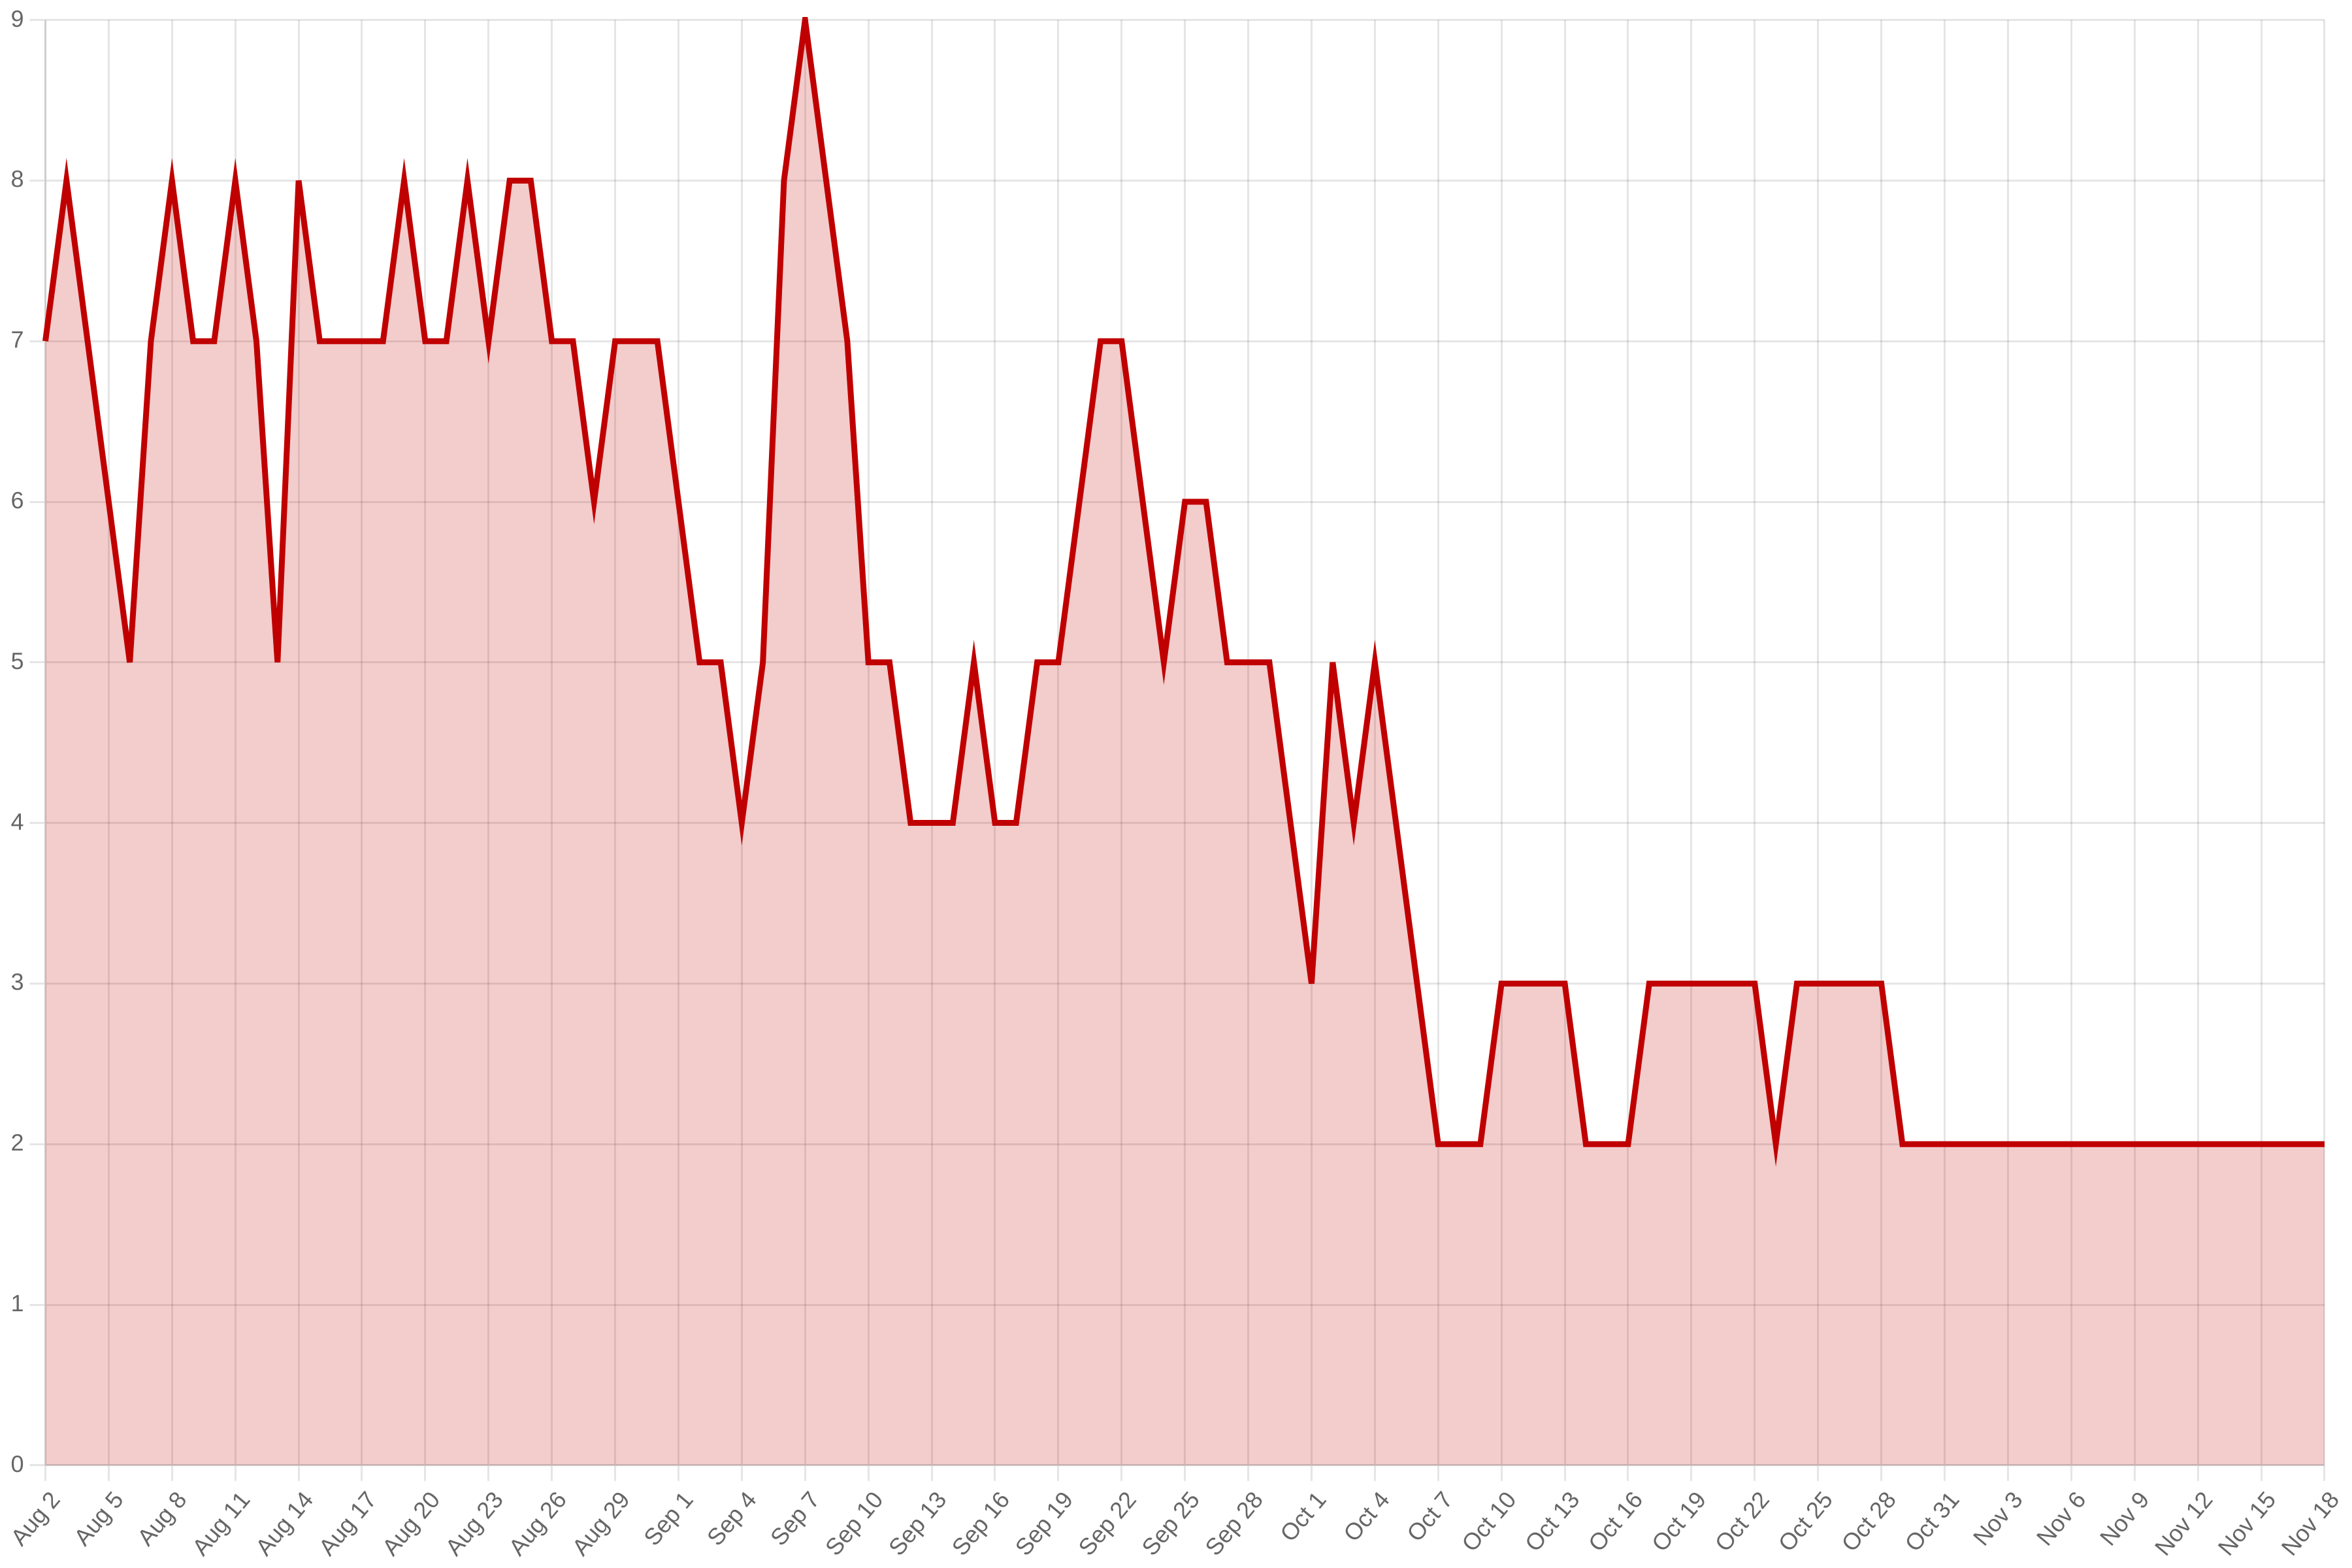 9
8
7
6
5
4
3
2
1
0
Aug 2
Aug 5
Aug 8
Aug 11
Aug 14
Aug 17
Aug 20
Aug 23
Aug 26
Aug 29
Sep 1
Sep 4
Sep 7
Sep 10
Sep 13
Sep 16
Sep 19
Sep 22
Sep 25
Sep 28
Oct 1
Oct 4
Oct 7
Oct 10
Oct 13
Oct 16
Oct 19
Oct 22
Oct 25
Oct 28
Oct 31
Nov 3
Nov 6
Nov 9
Nov 12
Nov 15
Nov 18